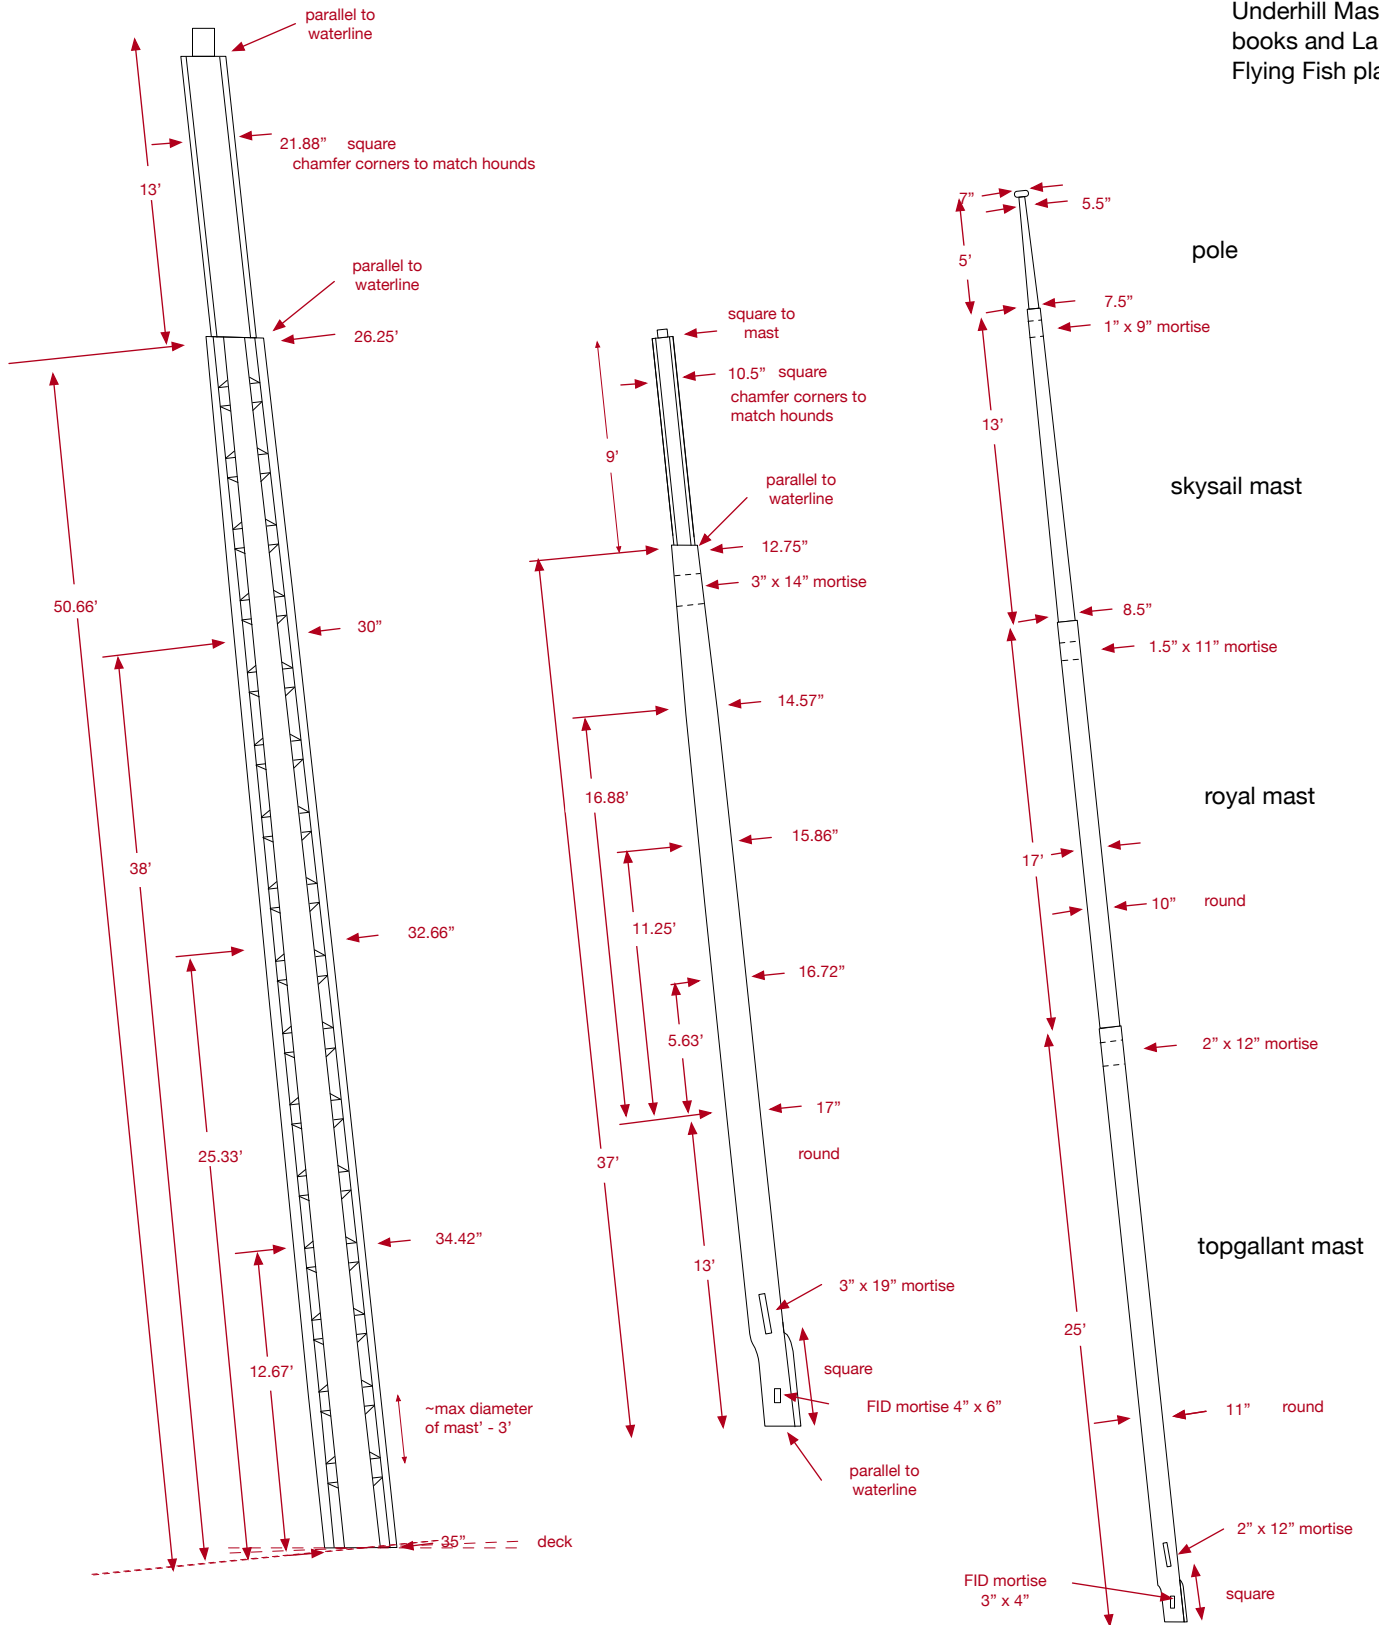 Underhill Mas
books and La
Flying Fish pla
parallel to
waterline
21.88” square
chamfer corners to match hounds
13’
parallel to
waterline
26.25’
50.66’
30”
38’
32.66”
25.33’
34.42”
12.67’
~max diameter
of mast’ - 3’
35”
deck
square to
mast
10.5” square
chamfer corners to
match hounds
9’
parallel to
waterline
12.75”
3” x 14” mortise
14.57”
16.88’
15.86”
11.25’
16.72”
5.63’
17”
round
37’
13’
3” x 19” mortise
square
FID mortise 4” x 6”
parallel to
waterline
7”
5.5”
5’
pole
7.5”
1” x 9” mortise
13’
skysail mast
8.5”
1.5” x 11” mortise
royal mast
17’
10” round
2” x 12” mortise
topgallant mast
25’
11” round
2” x 12” mortise
FID mortise
3” x 4”
square